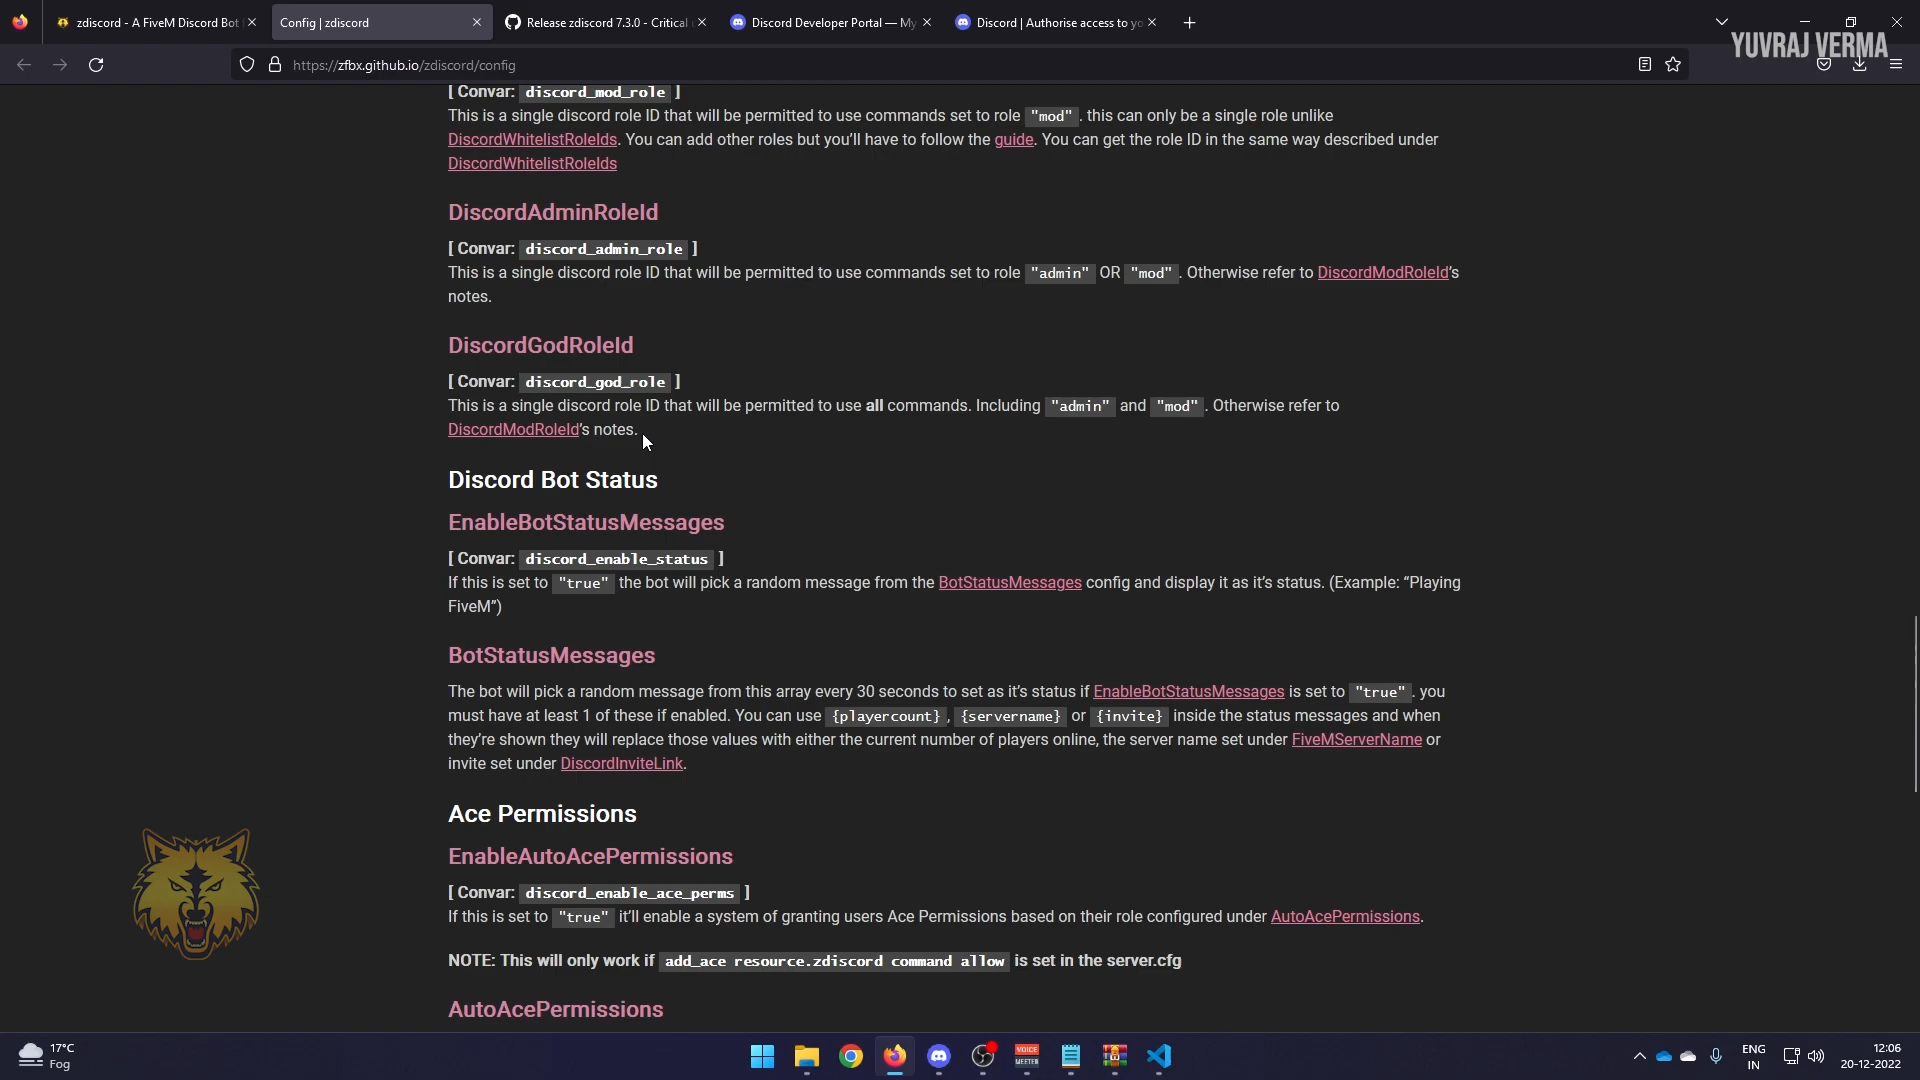 zdiscord - A FiveM Discord Bot
Config | zdiscord
Release zdiscord 7.3.0 - Critical
Discord Developer Portal — My
Discord | Authorise access to yo
YUVRAJ VERMA
https://zfbx.github.io/zdiscord/config
[ Convar: discord_mod_role ]
This is a single discord role ID that will be permitted to use commands set to role "mod". this can only be a single role unlike
DiscordWhitelistRoleIds. You can add other roles but you’ll have to follow the guide. You can get the role ID in the same way described under
DiscordWhitelistRoleIds
DiscordAdminRoleId
[ Convar: discord_admin_role ]
This is a single discord role ID that will be permitted to use commands set to role "admin" OR "mod". Otherwise refer to DiscordModRoleId’s
notes.
DiscordGodRoleId
[ Convar: discord_god_role ]
This is a single discord role ID that will be permitted to use all commands. Including "admin" and "mod". Otherwise refer to
DiscordModRoleId’s notes.
Discord Bot Status
EnableBotStatusMessages
[ Convar: discord_enable_status ]
If this is set to "true" the bot will pick a random message from the BotStatusMessages config and display it as it’s status. (Example: “Playing
FiveM”)
BotStatusMessages
The bot will pick a random message from this array every 30 seconds to set as it’s status if EnableBotStatusMessages is set to "true". you
must have at least 1 of these if enabled. You can use {playercount}, {servername} or {invite} inside the status messages and when
they’re shown they will replace those values with either the current number of players online, the server name set under FiveMServerName or
invite set under DiscordInviteLink.
Ace Permissions
EnableAutoAcePermissions
[ Convar: discord_enable_ace_perms ]
If this is set to "true" it’ll enable a system of granting users Ace Permissions based on their role configured under AutoAcePermissions.
NOTE: This will only work if add_ace resource.zdiscord command allow is set in the server.cfg
AutoAcePermissions
17°C
Fog
VOICE
MEETER
ENG
IN
12:06
20-12-2022